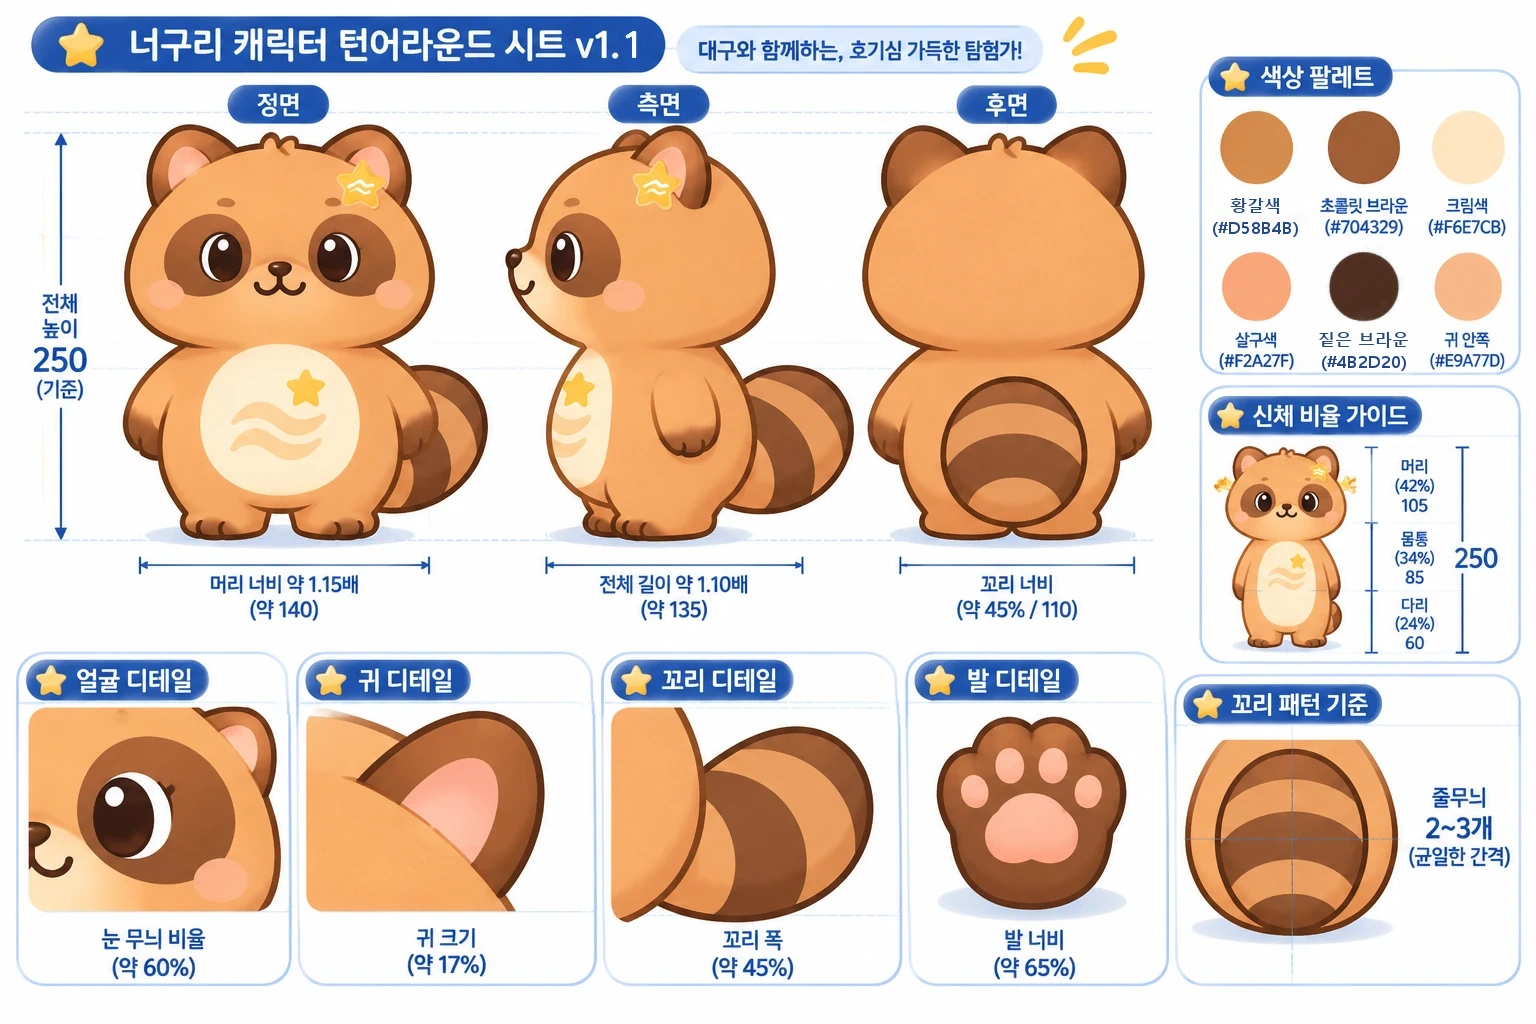 너구리 캐릭터 턴어라운드 시트 v1.1
대구와 함께하는, 호기심 가득한 탐험가!
정면
측면
후면
전체
높이
250
(기준)
머리 너비 약 1.15배
(약 140)
전체 길이 약 1.10배
(약 135)
꼬리 너비
(약 45% / 110)
색상 팔레트
황갈색
(#D58B4B)
초콜릿 브라운
(#704329)
크림색
(#F6E7CB)
살구색
(#F2A27F)
짙은 브라운
(#4B2D20)
귀 안쪽
(#E9A77D)
신체 비율 가이드
머리
(42%)
105
몸통
(34%)
85
다리
(24%)
60
250
얼굴 디테일
눈 무늬 비율
(약 60%)
귀 디테일
귀 크기
(약 17%)
꼬리 디테일
꼬리 폭
(약 45%)
발 디테일
발 너비
(약 65%)
꼬리 패턴 기준
줄무늬
2~3개
(균일한 간격)